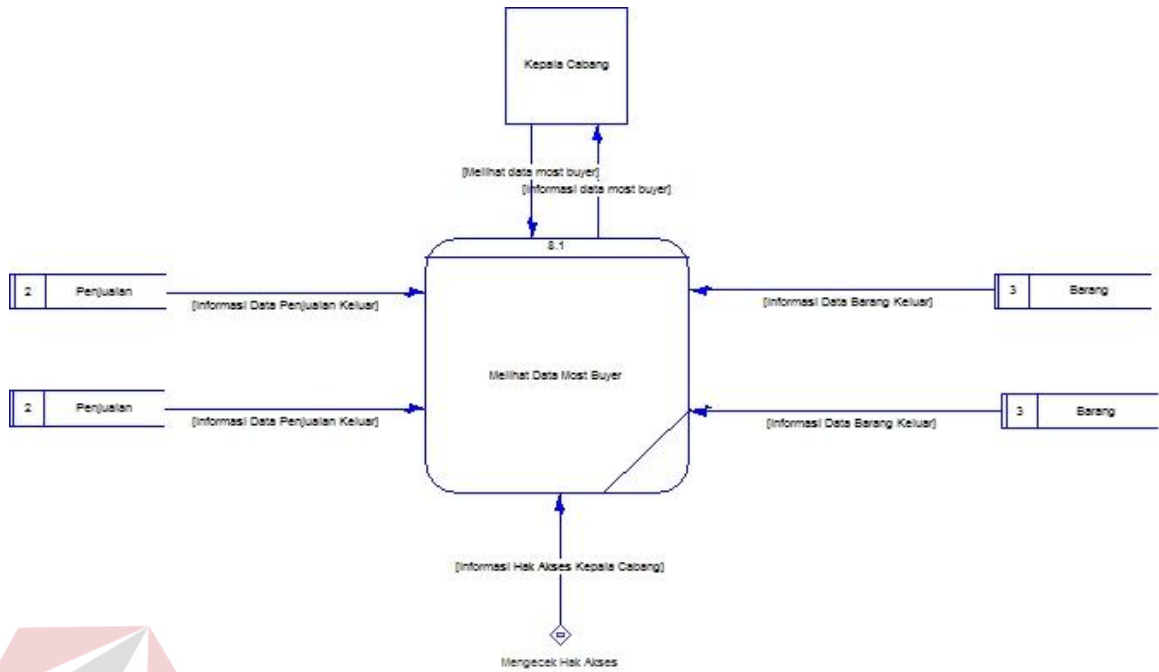 Kepala Cabang
[Melihat data most buyer]
[Informasi data most buyer]
8.1
2 Penjualan
[Informasi Data Penjualan Keluar]
3 Barang
[Informasi Data Barang Keluar]
Melihat Data Most Buyer
2 Penjualan
[Informasi Data Penjualan Keluar]
3 Barang
[Informasi Data Barang Keluar]
[Informasi Hak Akses Kepala Cabang]
Mengecek Hak Akses